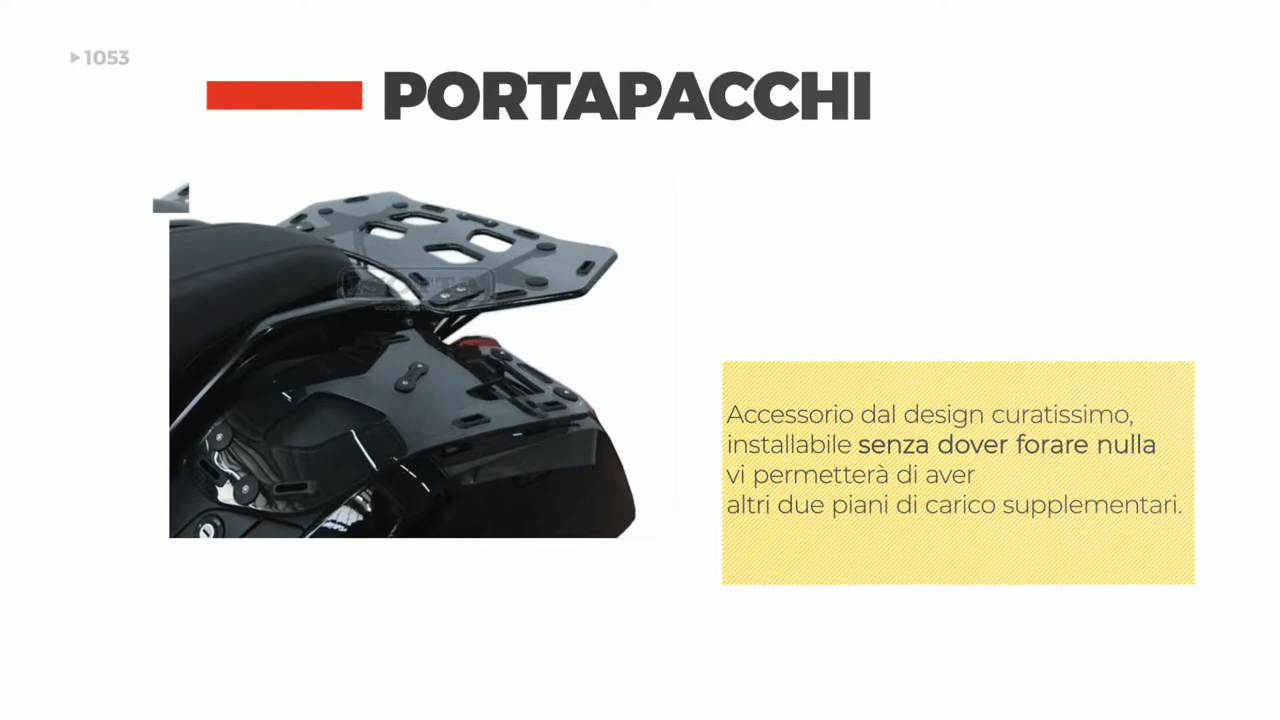 1053
PORTAPACCHI
Accessorio dal design curatissimo,
installabile senza dover forare nulla
vi permetterà di aver
altri due piani di carico supplementari.